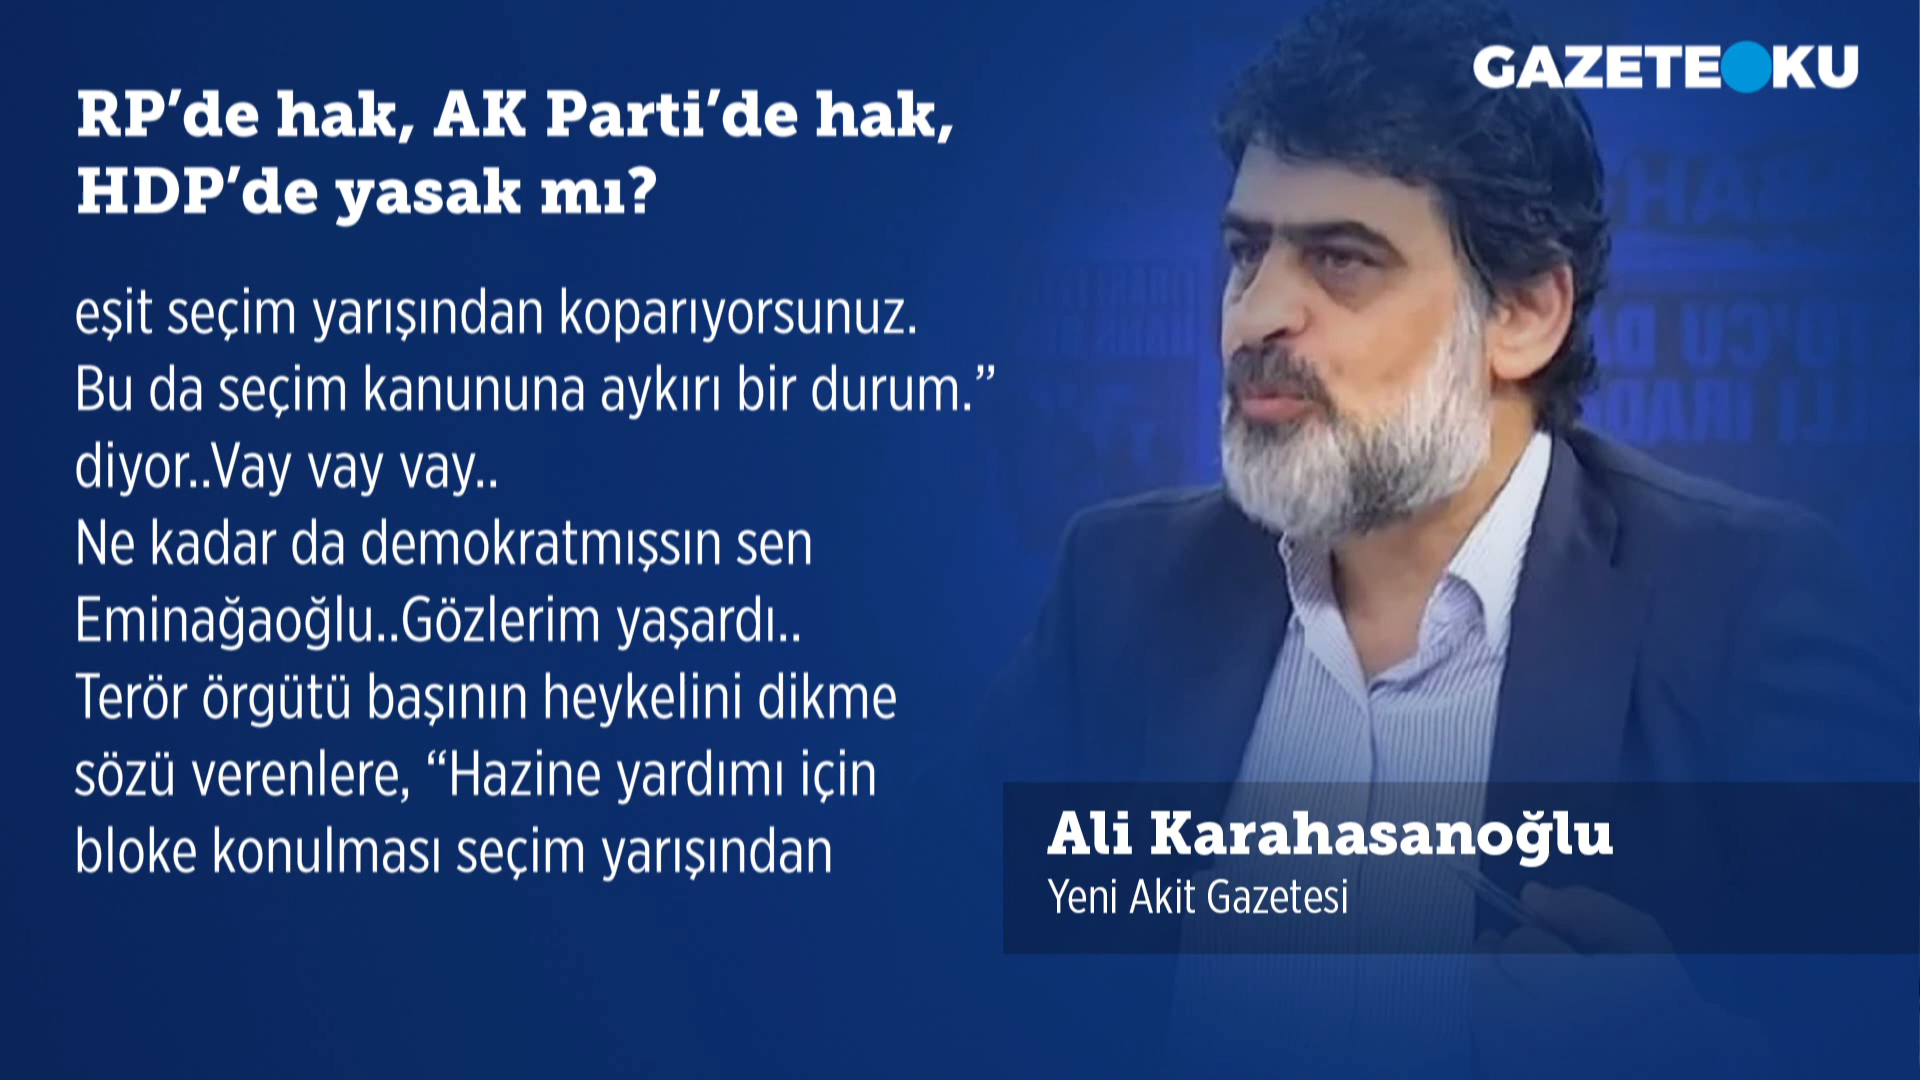 GAZETE KU
RP’de hak, AK Parti’de hak,
HDP’de yasak mı?
eşit seçim yarışından koparıyorsunuz.
Bu da seçim kanununa aykırı bir durum.”
diyor..Vay vay vay..
Ne kadar da demokratmışsın sen
Eminağaoğlu..Gözlerim yaşardı..
Terör örgütü başının heykelini dikme
sözü verenlere, “Hazine yardımı için
bloke konulması seçim yarışından
Ali Karahasanoğlu
Yeni Akit Gazetesi